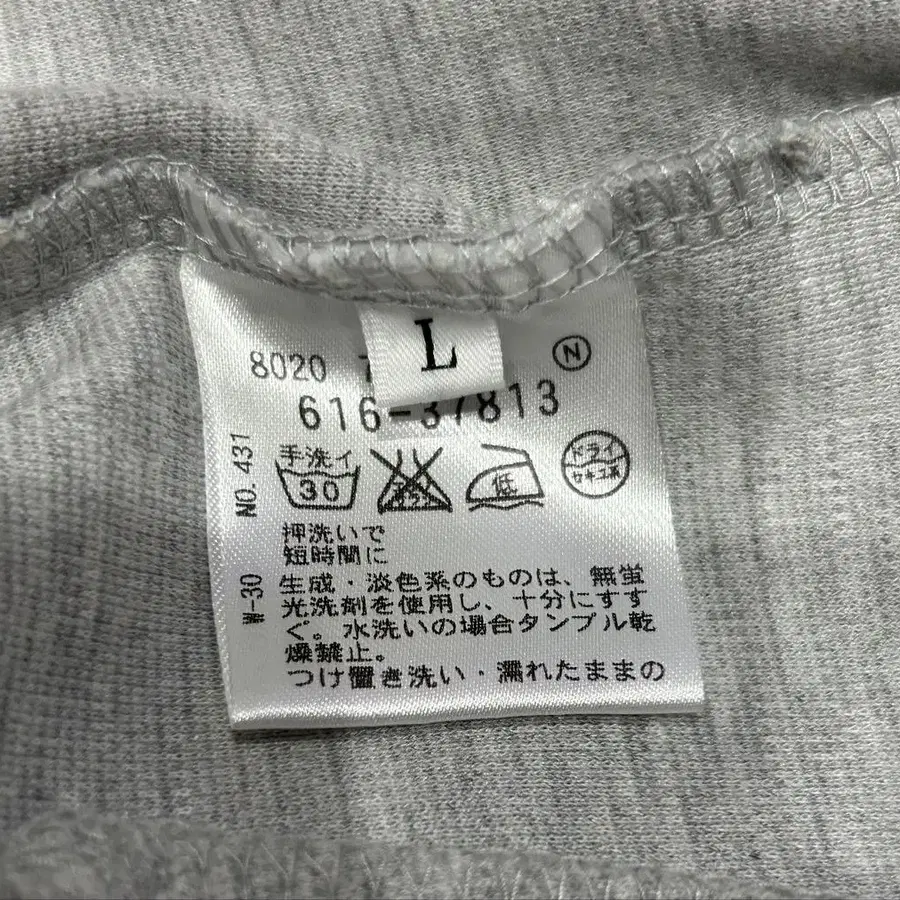 L
8020
N
616-37813
NO. 431
手洗イ
30
エンソ
低
ドライ
セキユ系
W-30
押洗いで
短時間に
生成・淡色系のものは、無蛍
光洗剤を使用し、十分にすす
ぐ。水洗いの場合タンブル乾
燥禁止。
つけ置き洗い・濡れたままの